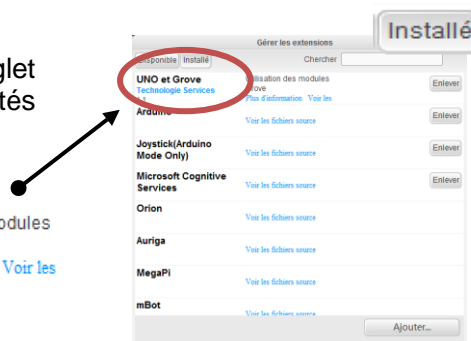 Installé
glet
tés
odules
Voir les
Gérer les extensions
Disponible Installé Chercher
UNO et Grove
Technologie Services
Utilisation des modules
Grove
Plus d'information Voir les
Enlever
Arduino
Voir les fichiers source
Enlever
Joystick(Arduino
Mode Only)
Voir les fichiers source
Enlever
Microsoft Cognitive
Services
Voir les fichiers source
Enlever
Orion
Voir les fichiers source
Auriga
Voir les fichiers source
MegaPi
Voir les fichiers source
mBot
Voir les fichiers source
Ajouter...